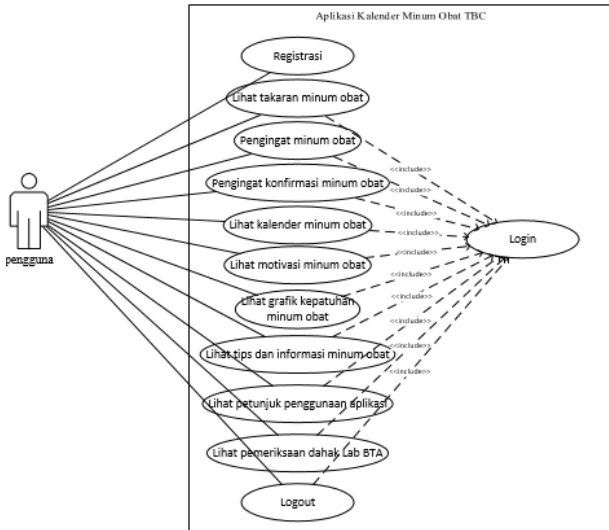 Aplikasi Kalender Minum Obat TBC
Registrasi
Lihat takaran minum obat
Pengingat minum obat
<<include>>
Pengingat konfirmasi minum obat
<<include>>
<<include>>
Lihat kalender minum obat
<<include>>
Login
pengguna
Lihat motivasi minum obat
<<include>>
<<include>>
Lihat grafik kepatuhan
minum obat
<<include>>
<<include>>
Lihat tips dan informasi minum obat
<<include>>
<<include>>
Lihat petunjuk penggunaan aplikasi
Lihat pemeriksaan dahak Lab BTA
Logout